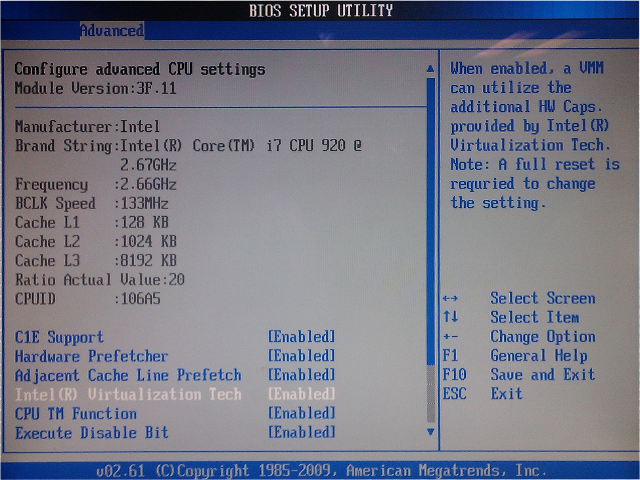 BIOS SETUP UTILITY
Advanced
Configure advanced CPU settings
Module Version:3F.11
Manufacturer:Intel
Brand String:Intel(R) Core(TM) i7 CPU 920 @
2.67GHz
Frequency :2.66GHz
BCLK Speed :133MHz
Cache L1 :128 KB
Cache L2 :1024 KB
Cache L3 :8192 KB
Ratio Actual Value:20
CPUID :106A5
C1E Support [Enabled]
Hardware Prefetcher [Enabled]
Adjacent Cache Line Prefetch [Enabled]
Intel(R) Virtualization Tech [Enabled]
CPU TM Function [Enabled]
Execute Disable Bit [Enabled]
When enabled, a VMM
can utilize the
additional HW Caps.
provided by Intel(R)
Virtualization Tech.
Note: A full reset is
requried to change
the setting.
↔ Select Screen
↑↓ Select Item
+- Change Option
F1 General Help
F10 Save and Exit
ESC Exit
v02.61 (C)Copyright 1985-2009, American Megatrends, Inc.